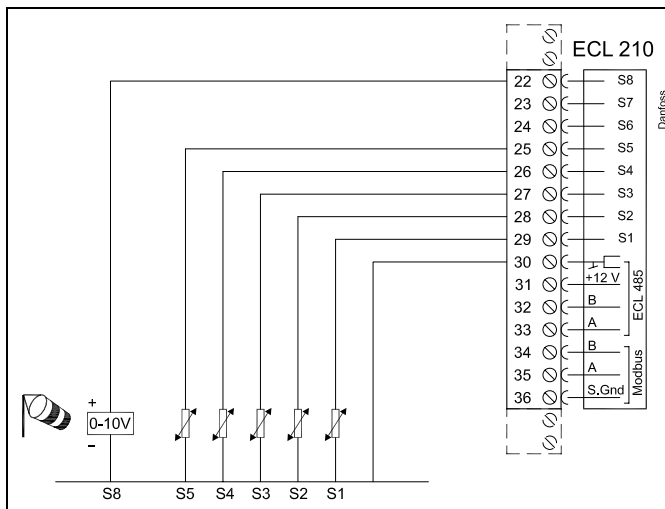 ECL 210
22 S8
23 S7
24 S6
25 S5
26 S4
27 S3
28 S2
29 S1
30
31 +12 V
32 B
33 A
ECL 485
34 B
35 A
36 S.Gnd
Modbus
Danfoss
+
0-10V
–
S8 S5 S4 S3 S2 S1